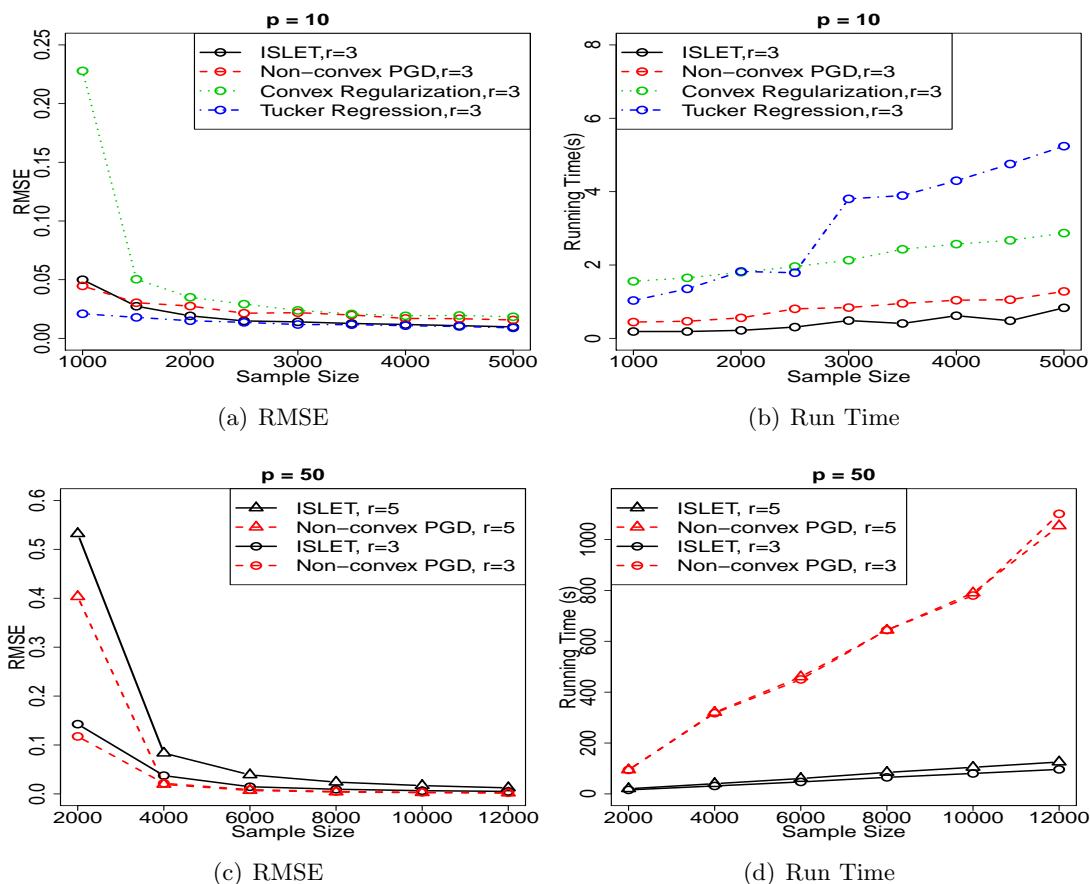 p = 10
RMSE
0.00 0.05 0.10 0.15 0.20 0.25
ISLET,r=3
Non−convex PGD,r=3
Convex Regularization,r=3
Tucker Regression,r=3
1000 2000 3000 4000 5000
Sample Size
(a) RMSE
p = 10
Running Time(s)
0 2 4 6 8
ISLET,r=3
Non−convex PGD,r=3
Convex Regularization,r=3
Tucker Regression,r=3
1000 2000 3000 4000 5000
Sample Size
(b) Run Time
p = 50
RMSE
0.0 0.1 0.2 0.3 0.4 0.5 0.6
ISLET, r=5
Non−convex PGD, r=5
ISLET, r=3
Non−convex PGD, r=3
2000 4000 6000 8000 10000 12000
Sample Size
(c) RMSE
p = 50
Running Time (s)
0 200 400 600 800 1000
ISLET, r=5
Non−convex PGD, r=5
ISLET, r=3
Non−convex PGD, r=3
2000 4000 6000 8000 10000 12000
Sample Size
(d) Run Time